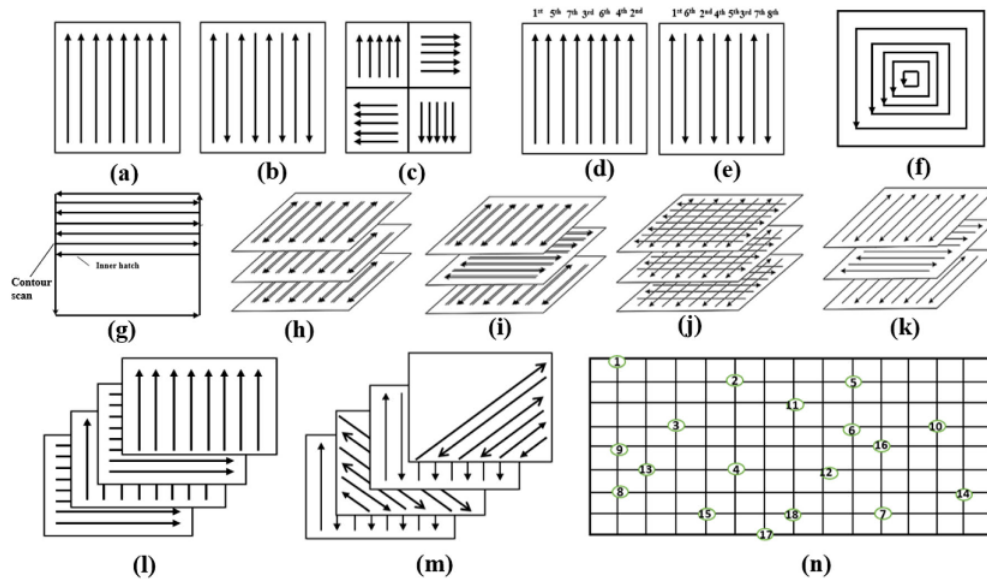 1st 5th 7th 3rd 6th 4th 2nd
1st 6th 2nd 4th 5th 3rd 7th 8th
(a)
(b)
(c)
(d)
(e)
(f)
Contour
scan
Inner hatch
(g)
(h)
(i)
(j)
(k)
1
2
5
11
3
6
10
9
16
13
4
12
8
14
15
18
7
17
(l)
(m)
(n)